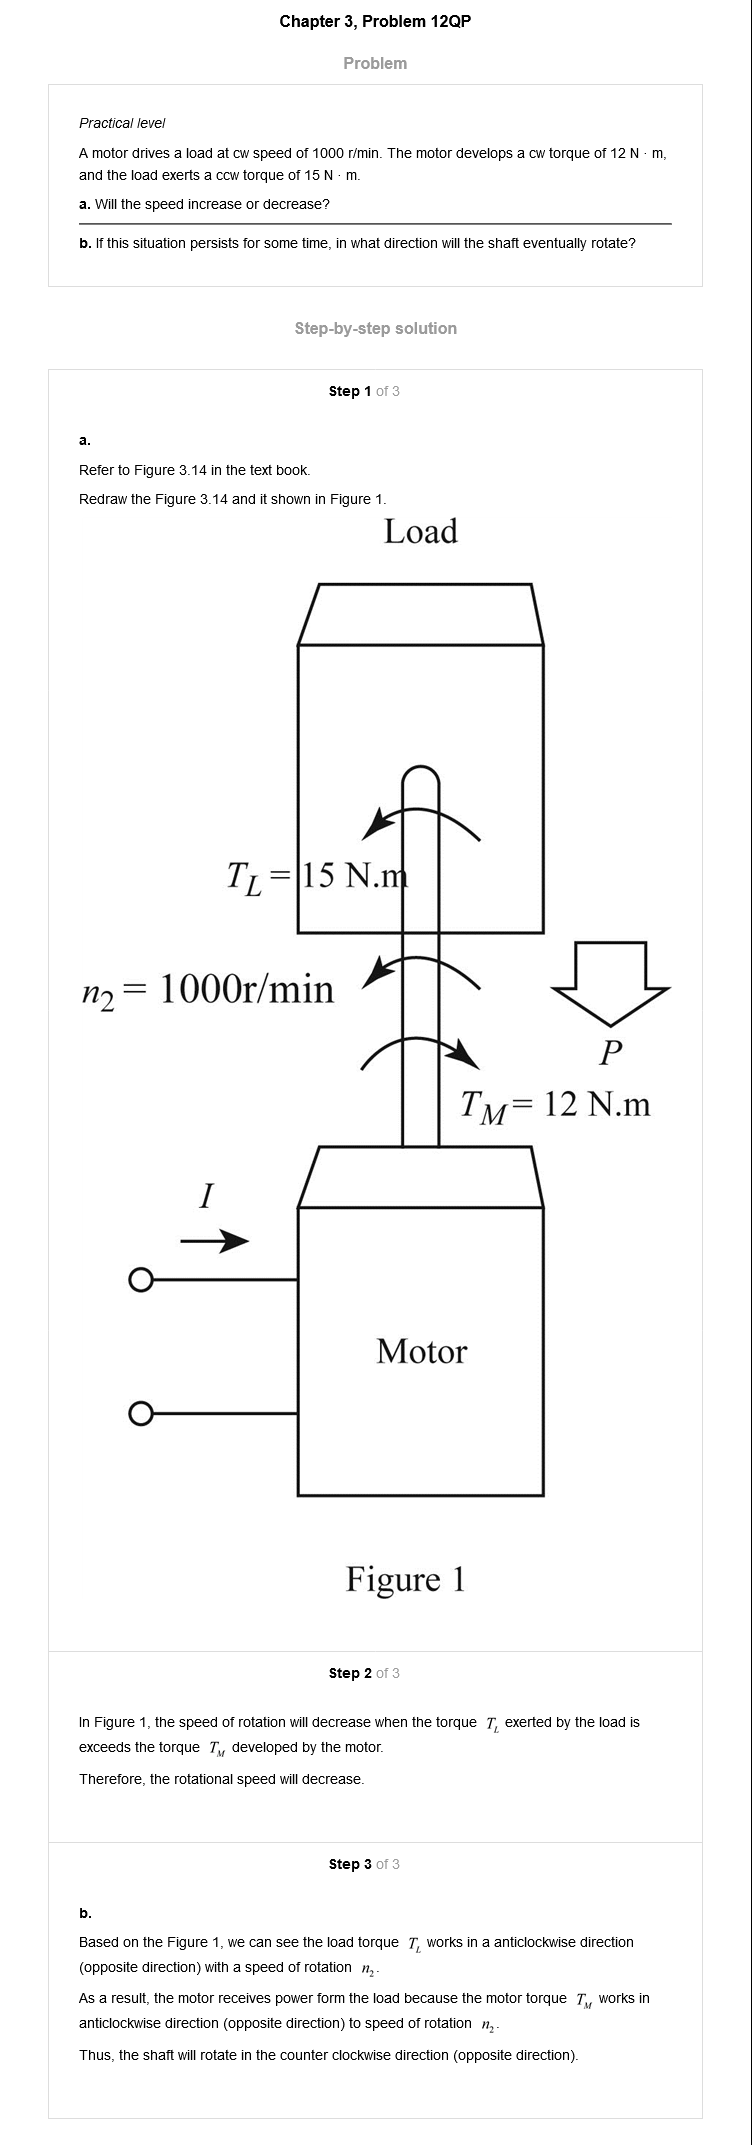 Chapter 3, Problem 12QP
Problem
Practical level
A motor drives a load at cw speed of 1000 r/min. The motor develops a cw torque of 12 N · m,
and the load exerts a ccw torque of 15 N · m.
a. Will the speed increase or decrease?
b. If this situation persists for some time, in what direction will the shaft eventually rotate?
Step-by-step solution
Step 1 of 3
a.
Refer to Figure 3.14 in the text book.
Redraw the Figure 3.14 and it shown in Figure 1.
Load
T_L = 15 N.m
n_2 = 1000r/min
P
T_M = 12 N.m
I
Motor
Figure 1
Step 2 of 3
In Figure 1, the speed of rotation will decrease when the torque T_L exerted by the load is
exceeds the torque T_M developed by the motor.
Therefore, the rotational speed will decrease.
Step 3 of 3
b.
Based on the Figure 1, we can see the load torque T_L works in a anticlockwise direction
(opposite direction) with a speed of rotation n_2.
As a result, the motor receives power form the load because the motor torque T_M works in
anticlockwise direction (opposite direction) to speed of rotation n_2.
Thus, the shaft will rotate in the counter clockwise direction (opposite direction).